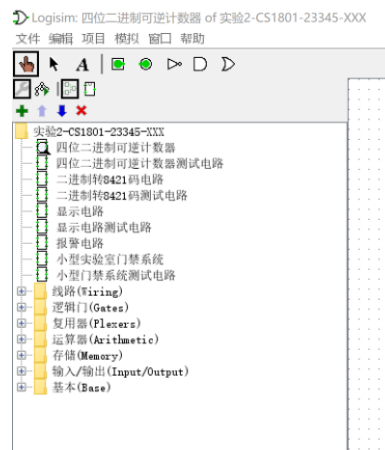 Logisim: 四位二进制可逆计数器 of 实验2-CS1801-23345-XXX
文件 编辑 项目 模拟 窗口 帮助
A
实验2-CS1801-23345-XXX
四位二进制可逆计数器
四位二进制可逆计数器测试电路
二进制转8421码电路
二进制转8421码测试电路
显示电路
显示电路测试电路
报警电路
小型实验室门禁系统
小型门禁系统测试电路
线路(Wiring)
逻辑门(Gates)
复用器(Plexers)
运算器(Arithmetic)
存储(Memory)
输入/输出(Input/Output)
基本(Base)